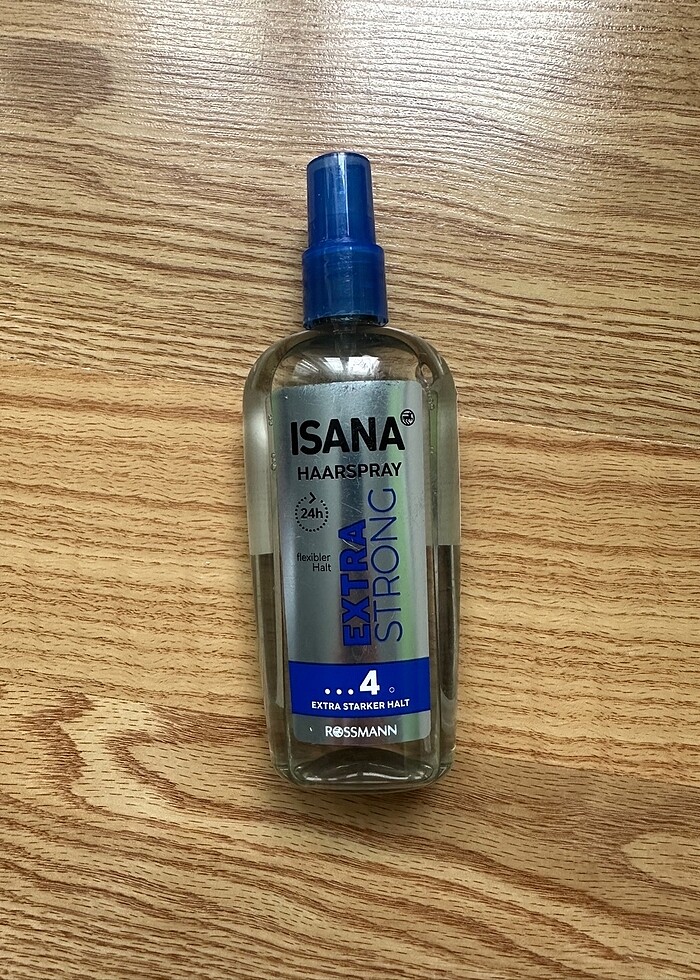 ISANA
HAARSPRAY
24h
flexibler
Halt
EXTRA
STRONG
...4
EXTRA STARKER HALT
ROSSMANN